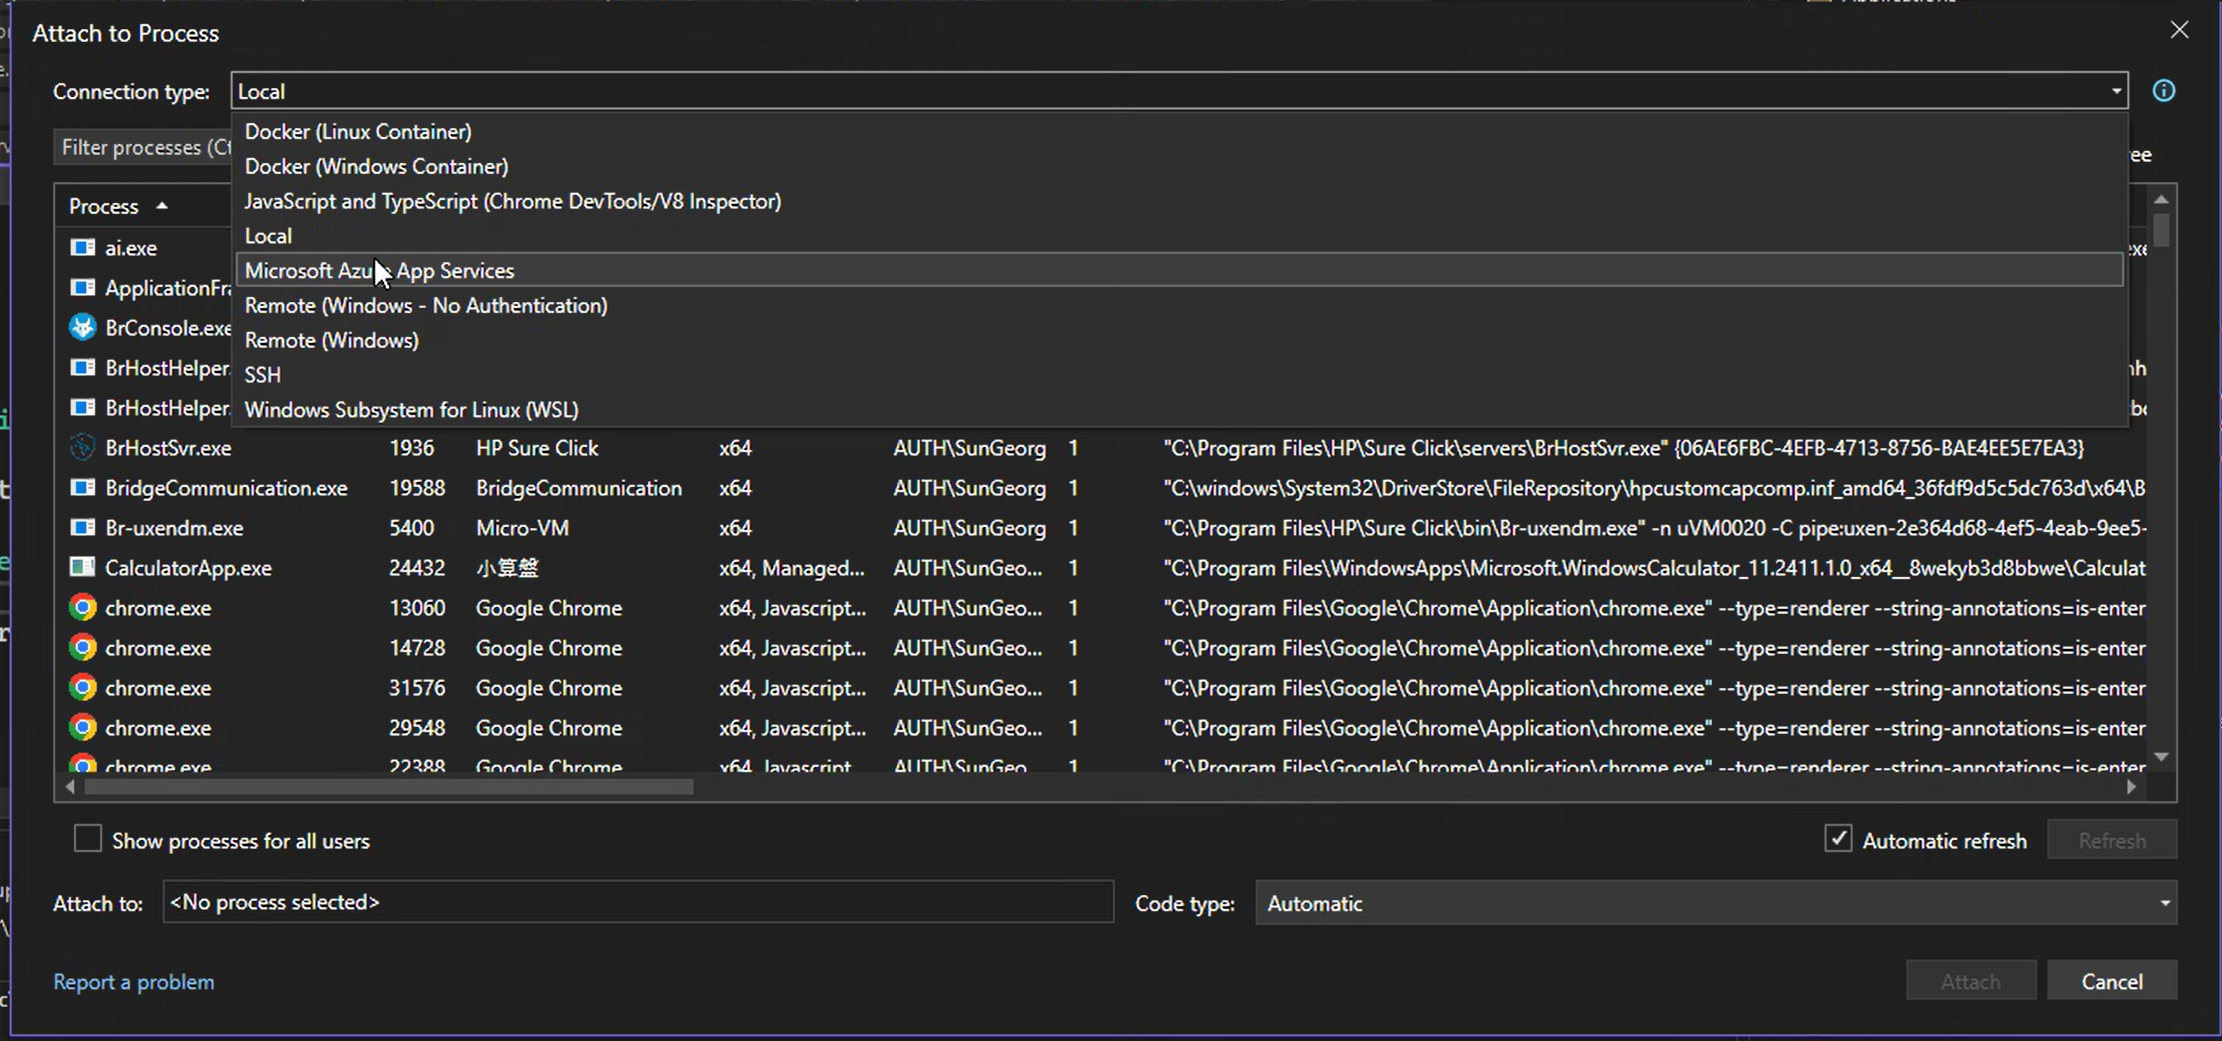 Attach to Process
Connection type: Local
Docker (Linux Container)
Filter processes (Ct
Docker (Windows Container)
ee
JavaScript and TypeScript (Chrome DevTools/V8 Inspector)
Process
Local
ai.exe
Microsoft Azu App Services
ApplicationFra
Remote (Windows - No Authentication)
BrConsole.exe
Remote (Windows)
BrHostHelper.
SSH
BrHostHelper.
Windows Subsystem for Linux (WSL)
BrHostSvr.exe 1936 HP Sure Click x64 AUTH\SunGeorg 1 "C:\Program Files\HP\Sure Click\servers\BrHostSvr.exe" {06AE6FBC-4EFB-4713-8756-BAE4EE5E7EA3}
BridgeCommunication.exe 19588 BridgeCommunication x64 AUTH\SunGeorg 1 "C:\windows\System32\DriverStore\FileRepository\hpcustomcapcomp.inf_amd64_36fdf9d5c5dc763d\x64\B
Br-uxendm.exe 5400 Micro-VM x64 AUTH\SunGeorg 1 "C:\Program Files\HP\Sure Click\bin\Br-uxendm.exe" -n uVM0020 -C pipe:uxen-2e364d68-4ef5-4eab-9ee5-
CalculatorApp.exe 24432 小算盤 x64, Managed... AUTH\SunGeo... 1 "C:\Program Files\WindowsApps\Microsoft.WindowsCalculator_11.2411.1.0_x64__8wekyb3d8bbwe\Calculat
chrome.exe 13060 Google Chrome x64, Javascript... AUTH\SunGeo... 1 "C:\Program Files\Google\Chrome\Application\chrome.exe" --type=renderer --string-annotations=is-enter
chrome.exe 14728 Google Chrome x64, Javascript... AUTH\SunGeo... 1 "C:\Program Files\Google\Chrome\Application\chrome.exe" --type=renderer --string-annotations=is-enter
chrome.exe 31576 Google Chrome x64, Javascript... AUTH\SunGeo... 1 "C:\Program Files\Google\Chrome\Application\chrome.exe" --type=renderer --string-annotations=is-enter
chrome.exe 29548 Google Chrome x64, Javascript... AUTH\SunGeo... 1 "C:\Program Files\Google\Chrome\Application\chrome.exe" --type=renderer --string-annotations=is-enter
chrome.exe 22388 Google Chrome x64, Javascript AUTH\SunGeo 1 "C:\Program Files\Google\Chrome\Application\chrome.exe" --type=renderer --string-annotations=is-enter
Show processes for all users Automatic refresh Refresh
Attach to: <No process selected> Code type: Automatic
Report a problem Attach Cancel